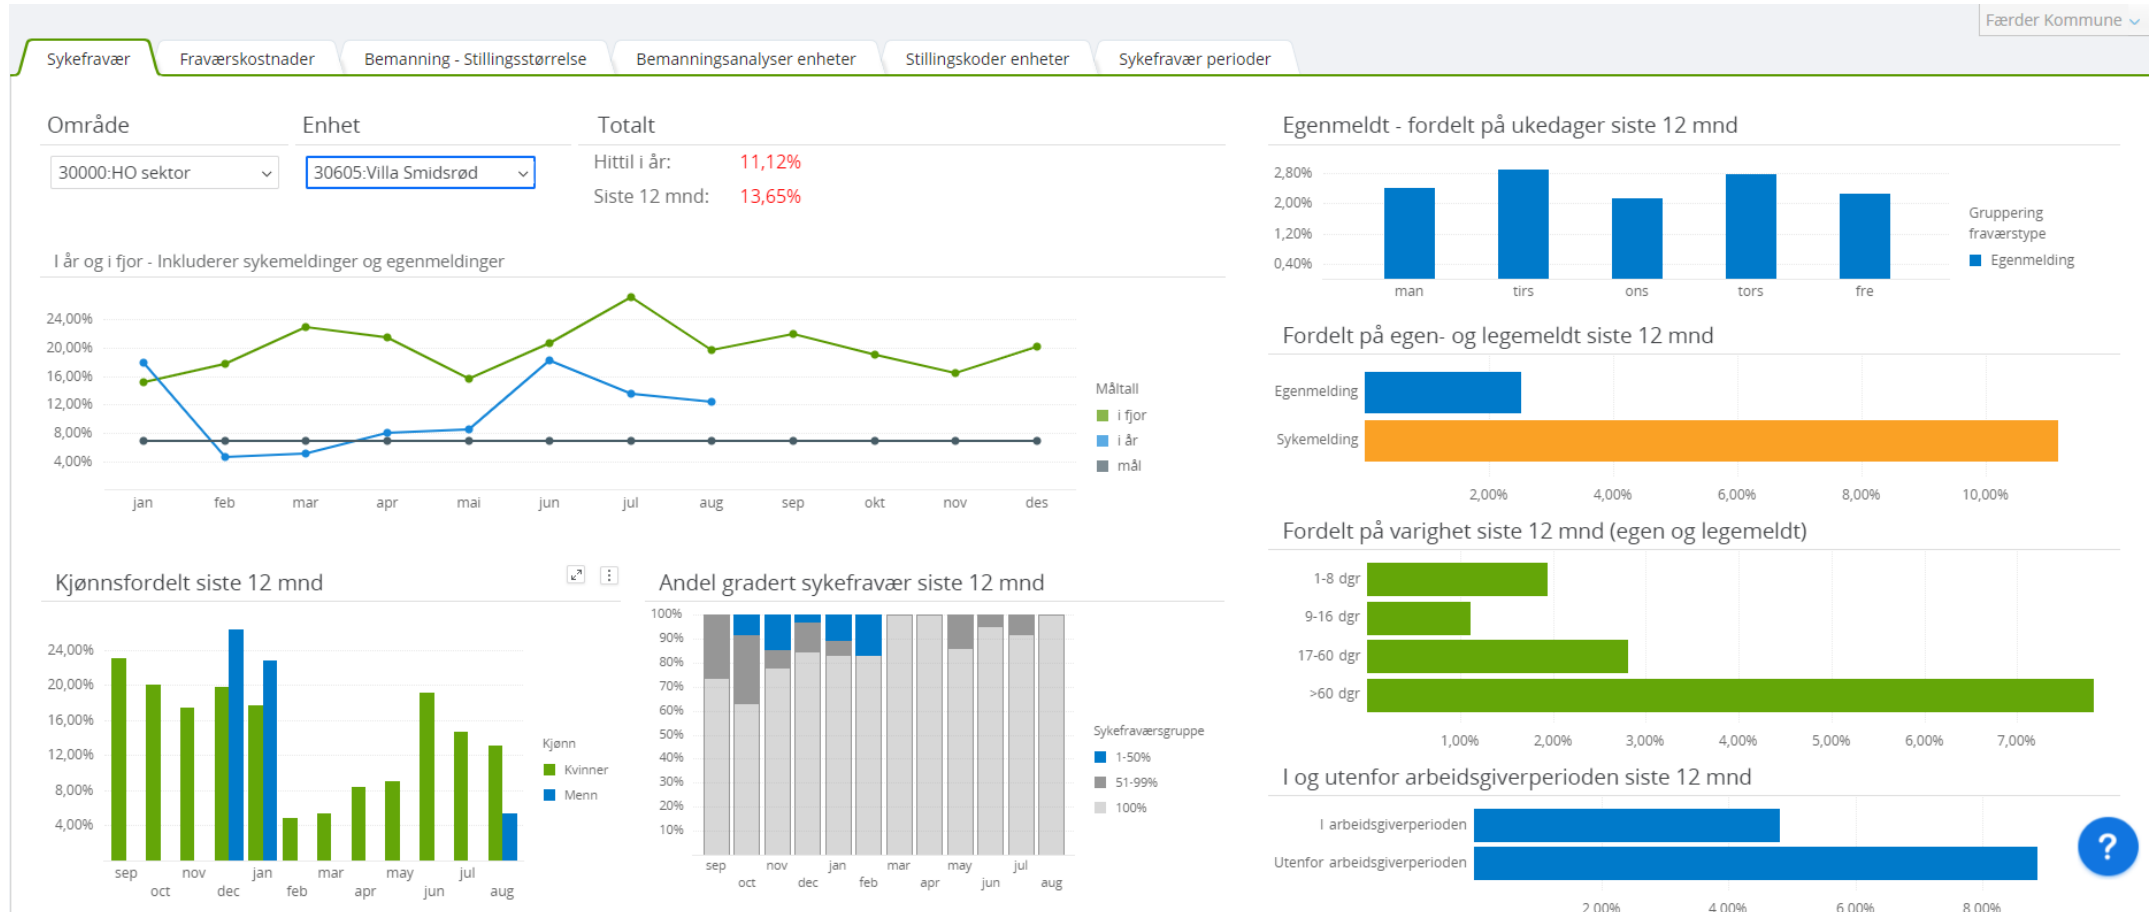 Færder Kommune
Sykefravær
Fraværskostnader
Bemanning - Stillingsstørrelse
Bemanningsanalyser enheter
Stillingskoder enheter
Sykefravær perioder
Område
Enhet
Totalt
30000:HO sektor
30605:Villa Smidsrød
Hittil i år: 11,12%
Siste 12 mnd: 13,65%
I år og i fjor - Inkluderer sykemeldinger og egenmeldinger
24,00%
20,00%
16,00%
12,00%
8,00%
4,00%
jan feb mar apr mai jun jul aug sep okt nov des
Måltall
i fjor
i år
mål
Kjønnsfordelt siste 12 mnd
24,00%
20,00%
16,00%
12,00%
8,00%
4,00%
sep oct nov dec jan feb mar apr may jun jul aug
Kjønn
Kvinner
Menn
Andel gradert sykefravær siste 12 mnd
100%
90%
80%
70%
60%
50%
40%
30%
20%
10%
sep oct nov dec jan feb mar apr may jun jul aug
Sykefraværsgruppe
1-50%
51-99%
100%
Egenmeldt - fordelt på ukedager siste 12 mnd
2,80%
2,00%
1,20%
0,40%
man tirs ons tors fre
Gruppering
fraværstype
Egenmelding
Fordelt på egen- og legemeldt siste 12 mnd
Egenmelding
Sykemelding
2,00% 4,00% 6,00% 8,00% 10,00%
Fordelt på varighet siste 12 mnd (egen og legemeldt)
1-8 dgr
9-16 dgr
17-60 dgr
>60 dgr
1,00% 2,00% 3,00% 4,00% 5,00% 6,00% 7,00%
I og utenfor arbeidsgiverperioden siste 12 mnd
I arbeidsgiverperioden
Utenfor arbeidsgiverperioden
2,00% 4,00% 6,00% 8,00%
?